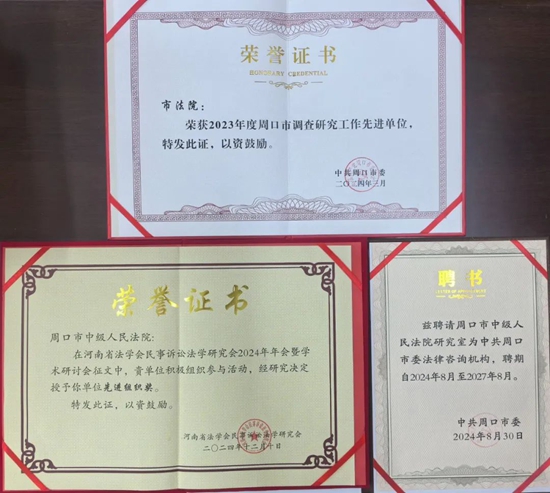 荣誉证书
HONORARY CREDENTIAL
市法院：
荣获2023年度周口市调查研究工作先进单位，
特发此证，以资鼓励。
中共周口市委
二〇二四年三月
荣誉证书
周口市中级人民法院：
在河南省法学会民事诉讼法学研究会2024年年会暨学
术研讨会征文中，贵单位积极组织参与活动，经研究决定
授予你单位先进组织奖。
特发此证，以资鼓励。
河南省法学会民事诉讼法学研究会
二〇二四年十二月十日
聘书
兹聘请周口市中级人
民法院研究室为中共周口
市委法律咨询机构，聘期
自2024年8月至2027年8月。
中共周口市委
2024年8月30日